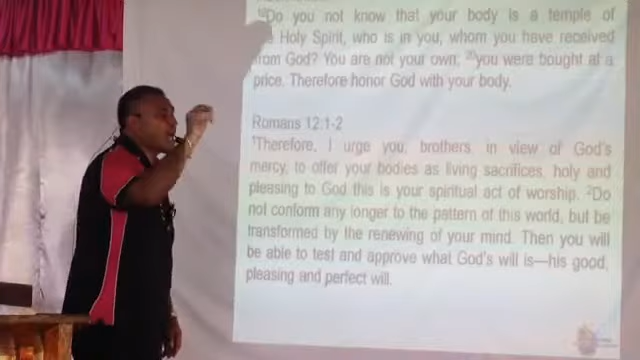 ¹⁹Do you not know that your body is a temple of
Holy Spirit, who is in you, whom you have received
from God? You are not your own; ²⁰you were bought at a
price. Therefore honor God with your body.
Romans 12:1-2
¹Therefore, I urge you, brothers, in view of God's
mercy, to offer your bodies as living sacrifices, holy and
pleasing to God this is your spiritual act of worship. ²Do
not conform any longer to the pattern of this world, but be
transformed by the renewing of your mind. Then you will
be able to test and approve what God's will is—his good,
pleasing and perfect will.